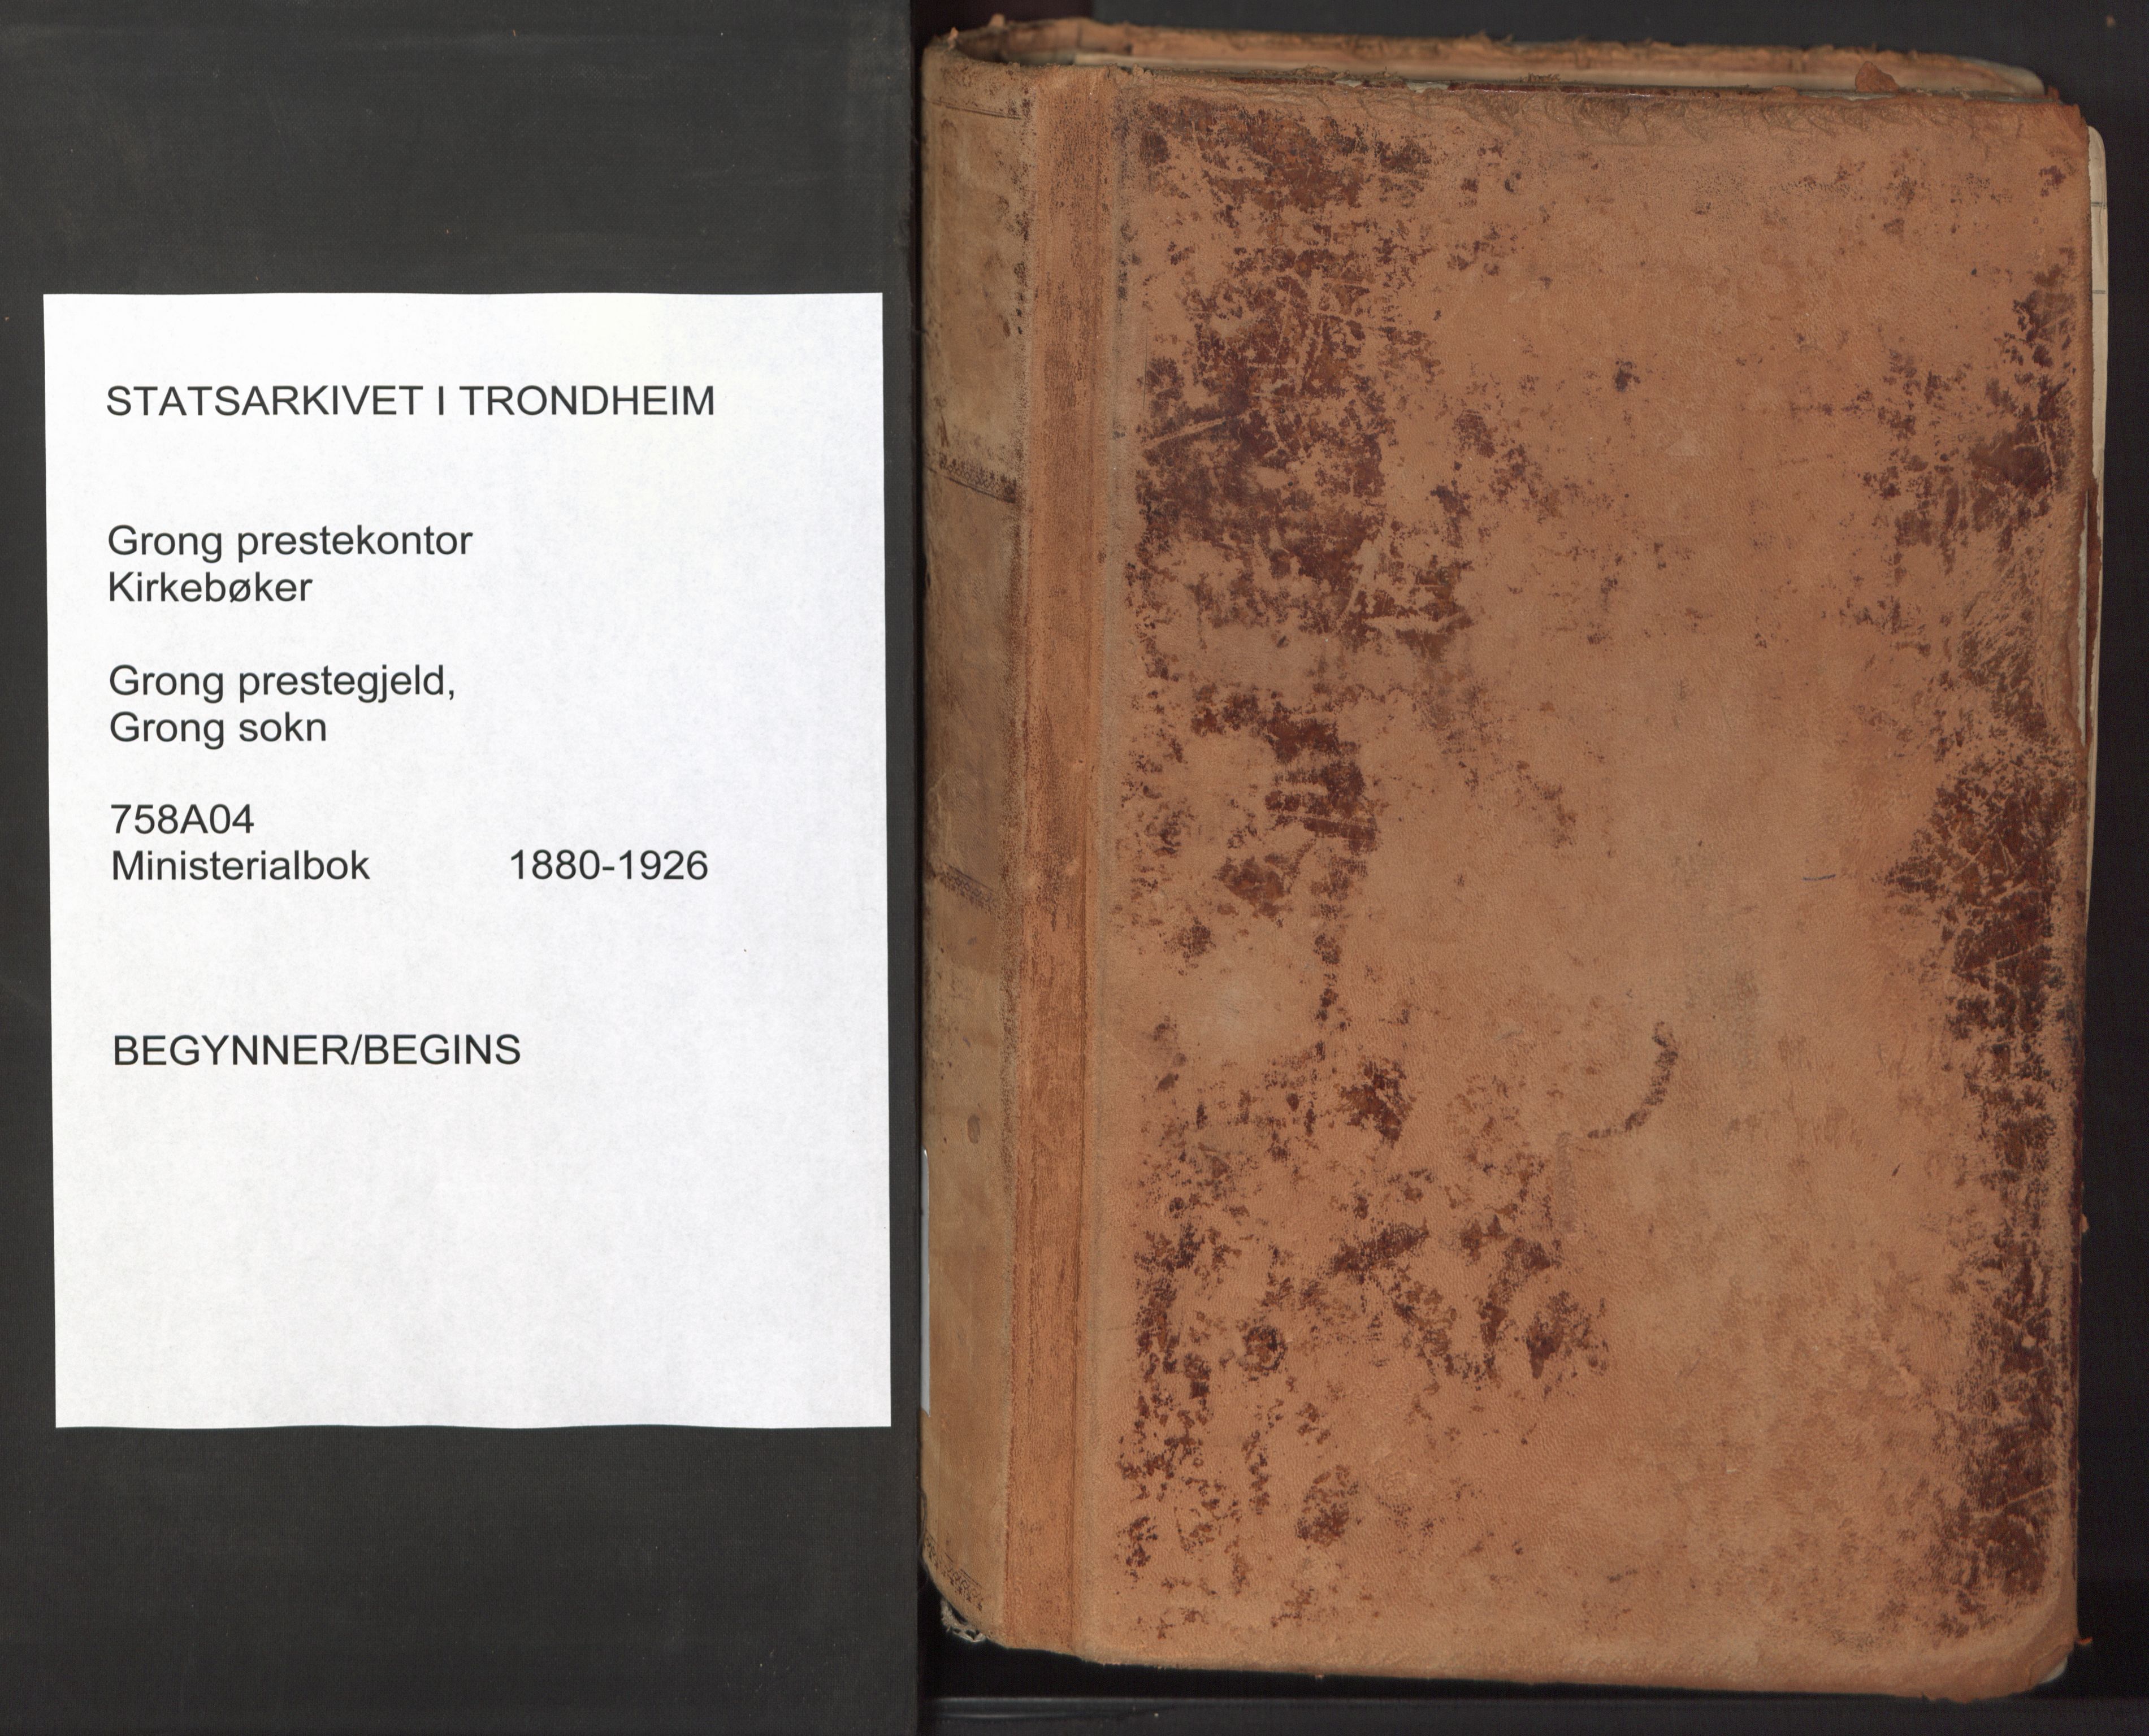 STATSARKIVET I TRONDHEIM
Grong prestekontor
Kirkebøker
Grong prestegjeld,
Grong sokn
758A04
Ministerialbok 1880-1926
BEGYNNER/BEGINS